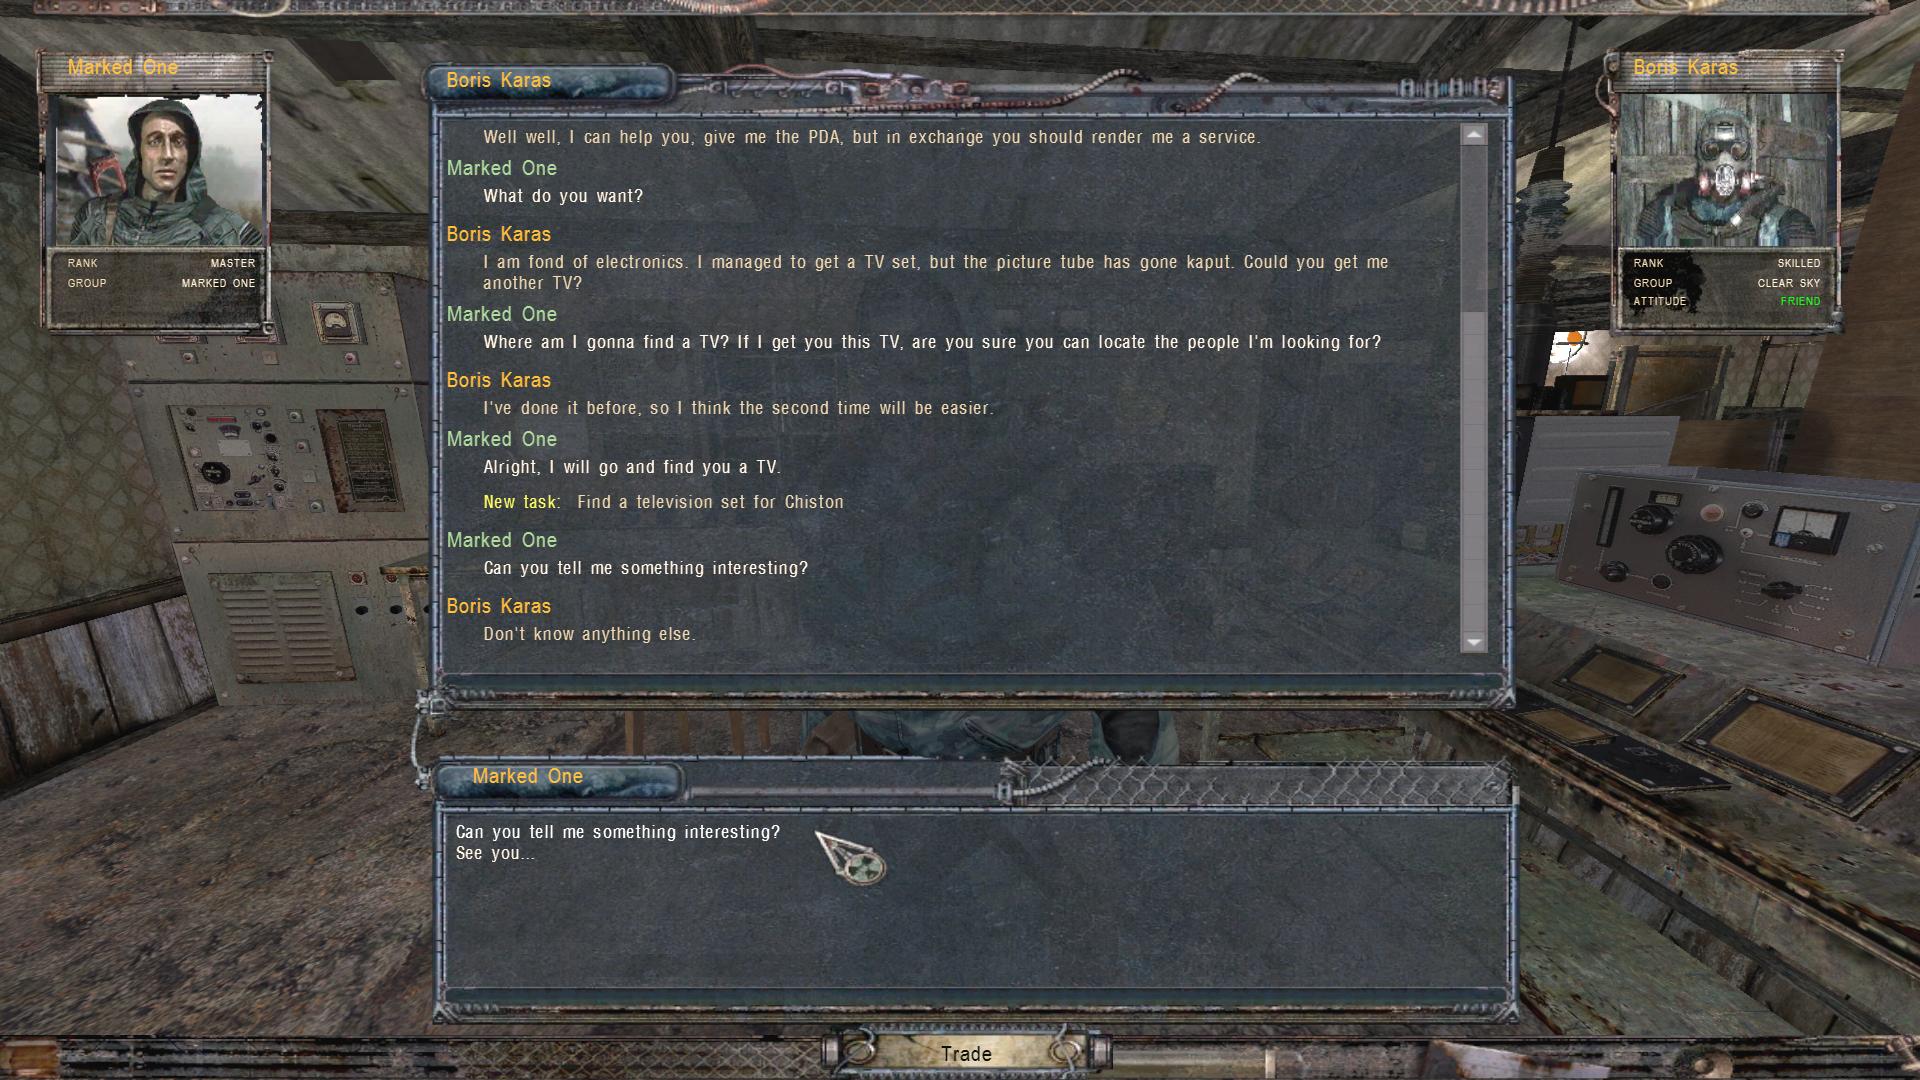 Marked One
RANK MASTER
GROUP MARKED ONE
Boris Karas
Well well, I can help you, give me the PDA, but in exchange you should render me a service.
Marked One
What do you want?
Boris Karas
I am fond of electronics. I managed to get a TV set, but the picture tube has gone kaput. Could you get me
another TV?
Marked One
Where am I gonna find a TV? If I get you this TV, are you sure you can locate the people I'm looking for?
Boris Karas
I've done it before, so I think the second time will be easier.
Marked One
Alright, I will go and find you a TV.
New task: Find a television set for Chiston
Marked One
Can you tell me something interesting?
Boris Karas
Don't know anything else.
Boris Karas
RANK SKILLED
GROUP CLEAR SKY
ATTITUDE FRIEND
Marked One
Can you tell me something interesting?
See you...
Trade